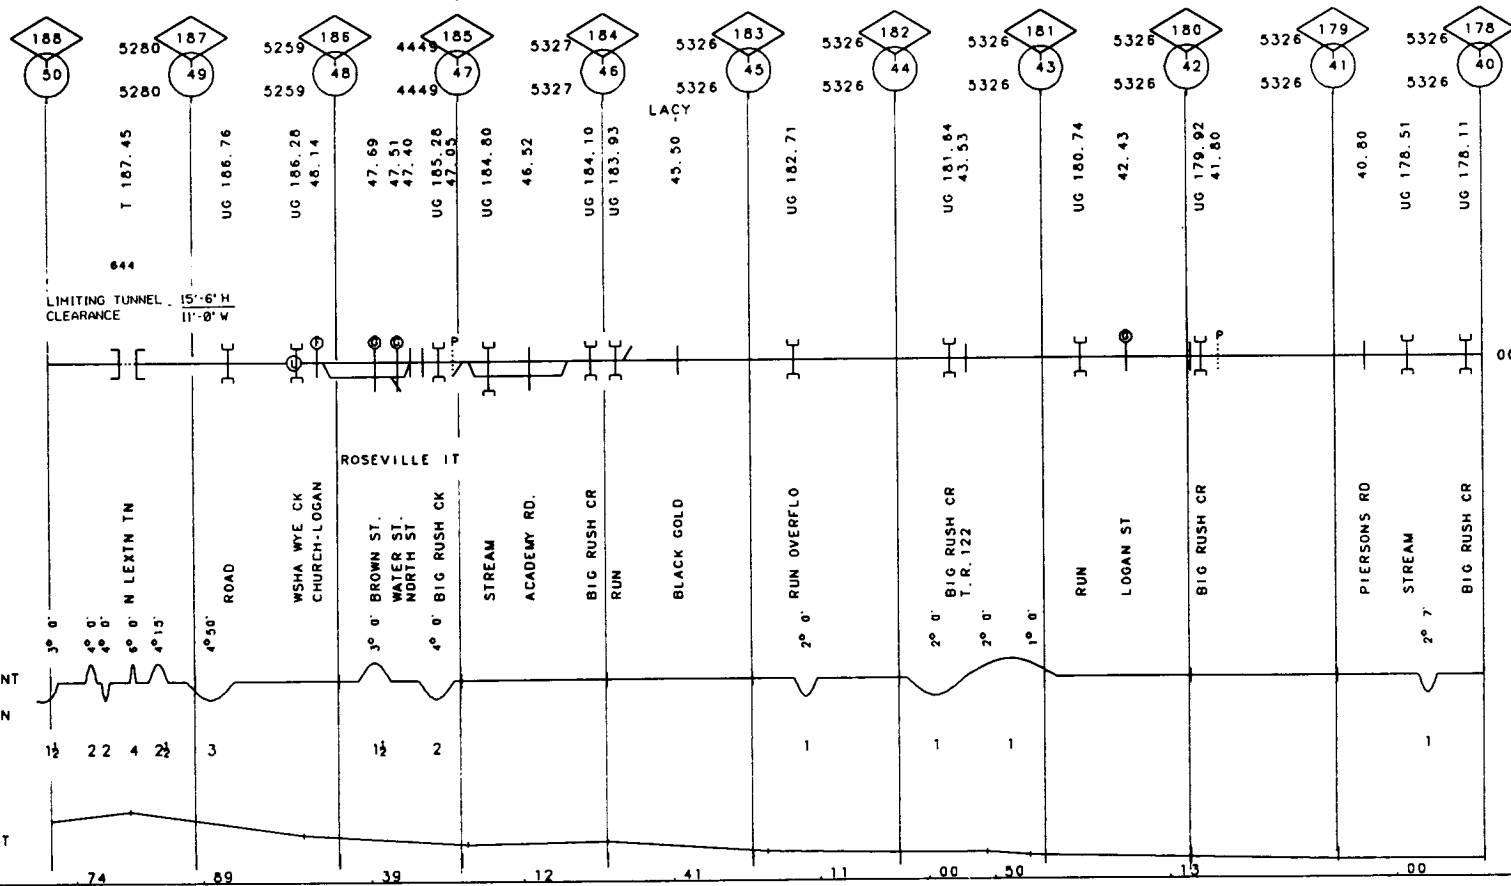 188 187 186 185 184 183 182 181 180 179 178
5280 5259 4449 5327 5326 5326 5326 5326 5326 5326
50 49 48 47 46 45 44 43 42 41 40
5280 5259 4449 5327 5326 5326 5326 5326 5326 5326
LACY
T 187.45
UG 186.76
UG 186.28
48.14
47.69
47.51
47.40
UG 185.28
47.05
UG 184.80
46.52
UG 184.10
UG 183.93
45.50
UG 182.71
UG 181.64
43.53
UG 180.74
42.43
UG 179.92
41.80
40.80
UG 178.51
UG 178.11
644
LIMITING TUNNEL 15'-6" H
CLEARANCE 11'-0" W
P P
ROSEVILLE IT
N LEXTN TN
ROAD
WSHA WYE CK
CHURCH-LOGAN
BROWN ST.
WATER ST.
NORTH ST
BIG RUSH CK
STREAM
ACADEMY RD.
BIG RUSH CR
RUN
BLACK GOLD
RUN OVERFLO
BIG RUSH CR
T.R. 122
RUN
LOGAN ST
BIG RUSH CR
PIERSONS RD
STREAM
BIG RUSH CR
3° 0' 4° 0' 4° 0' 6° 0' 4°15' 4°50' 3° 0' 4° 0' 2° 0' 2° 0' 2° 0' 1° 0' 2° 7'
NT
N
1½ 2 2 4 2½ 3 1½ 2 1 1 1 1
T
.74 .89 .39 .12 .41 .11 .00 .50 .13 .00